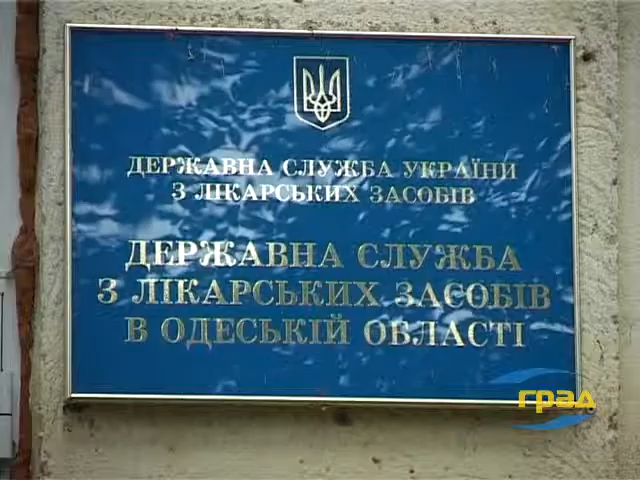 ДЕРЖАВНА СЛУЖБА УКРАЇНИ
З ЛІКАРСЬКИХ ЗАСОБІВ
ДЕРЖАВНА СЛУЖБА
З ЛІКАРСЬКИХ ЗАСОБІВ
В ОДЕСЬКІЙ ОБЛАСТІ
град